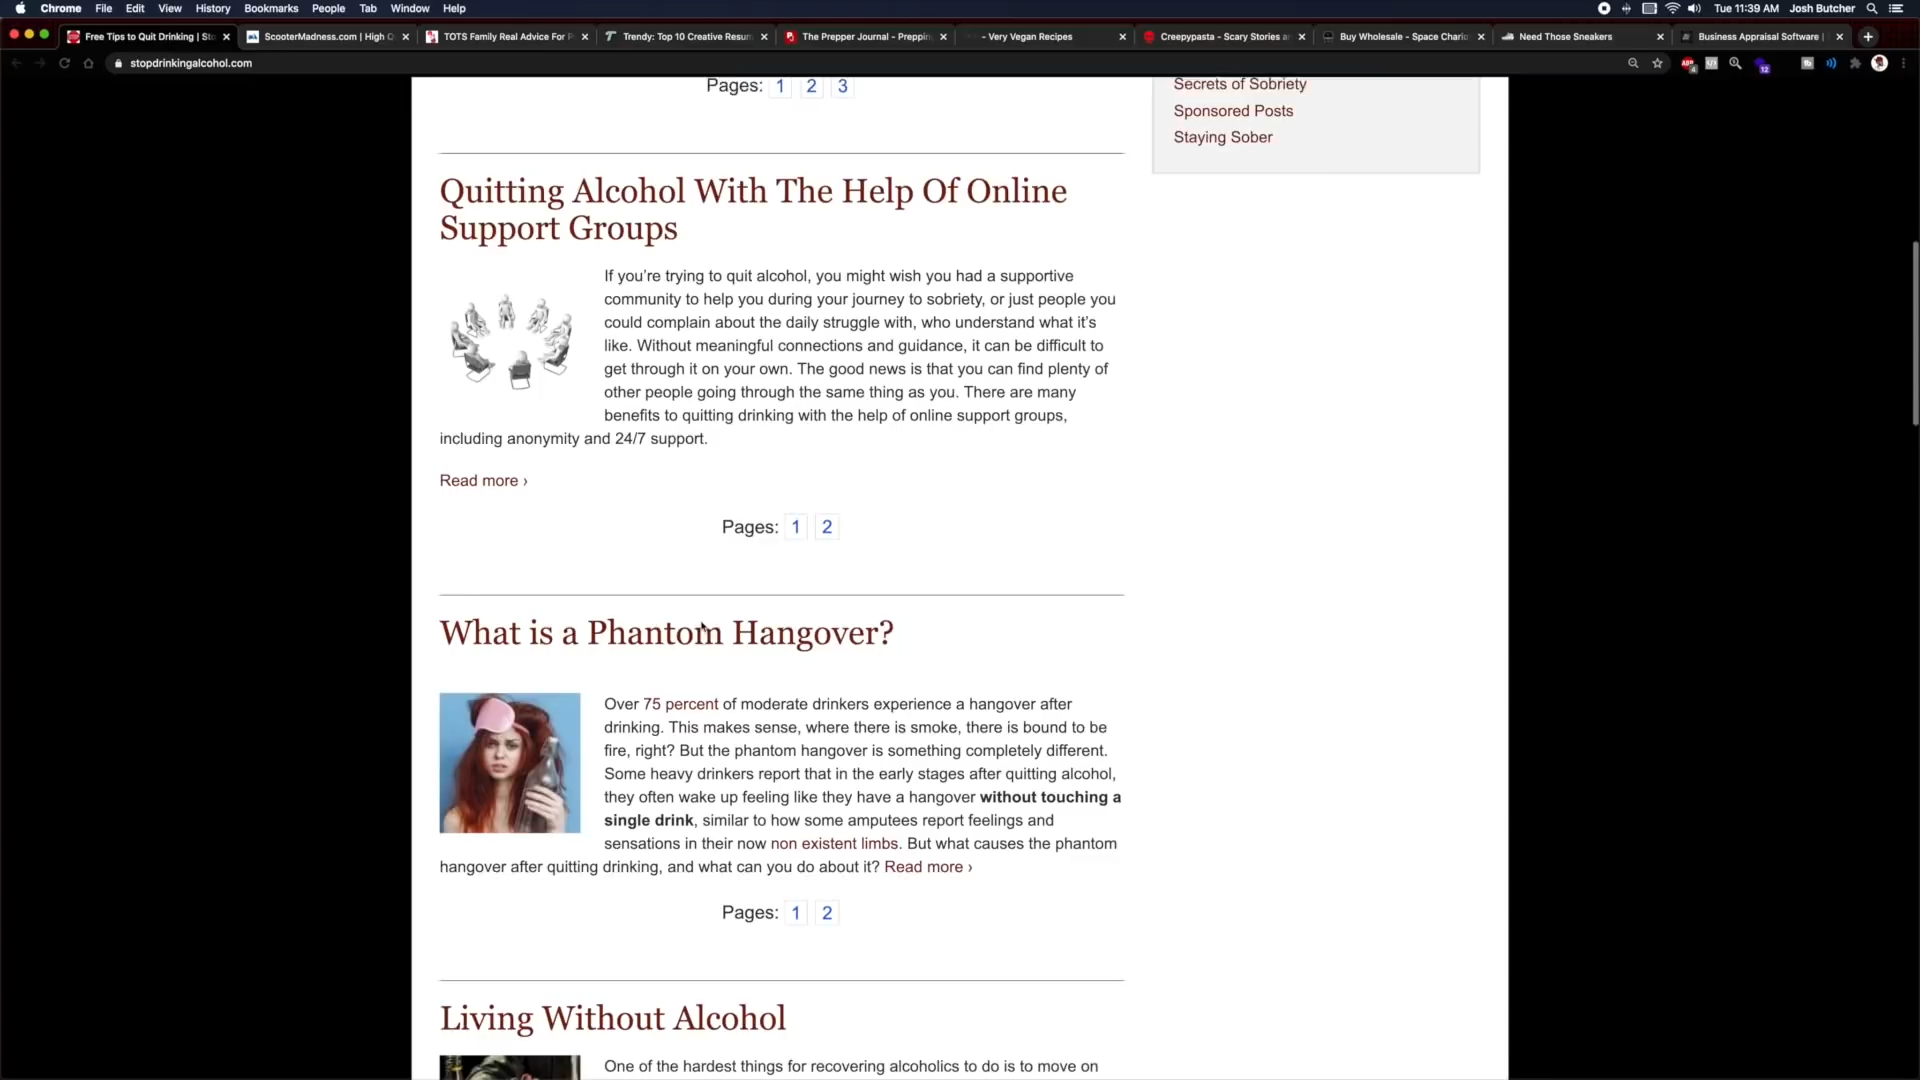 Chrome File Edit View History Bookmarks People Tab Window Help
Tue 11:39 AM Josh Butcher
Free Tips to Quit Drinking | Sto
ScooterMadness.com | High Q
TOTS Family Real Advice For P
Trendy: Top 10 Creative Resum
The Prepper Journal - Preppin
- Very Vegan Recipes
Creepypasta - Scary Stories a
Buy Wholesale - Space Chario
Need Those Sneakers
Business Appraisal Software |
stopdrinkingalcohol.com
Pages: 1 2 3
Secrets of Sobriety
Sponsored Posts
Staying Sober
Quitting Alcohol With The Help Of Online
Support Groups
If you’re trying to quit alcohol, you might wish you had a supportive
community to help you during your journey to sobriety, or just people you
could complain about the daily struggle with, who understand what it’s
like. Without meaningful connections and guidance, it can be difficult to
get through it on your own. The good news is that you can find plenty of
other people going through the same thing as you. There are many
benefits to quitting drinking with the help of online support groups,
including anonymity and 24/7 support.
Read more ›
Pages: 1 2
What is a Phantom Hangover?
Over 75 percent of moderate drinkers experience a hangover after
drinking. This makes sense, where there is smoke, there is bound to be
fire, right? But the phantom hangover is something completely different.
Some heavy drinkers report that in the early stages after quitting alcohol,
they often wake up feeling like they have a hangover without touching a
single drink, similar to how some amputees report feelings and
sensations in their now non existent limbs. But what causes the phantom
hangover after quitting drinking, and what can you do about it? Read more ›
Pages: 1 2
Living Without Alcohol
One of the hardest things for recovering alcoholics to do is to move on